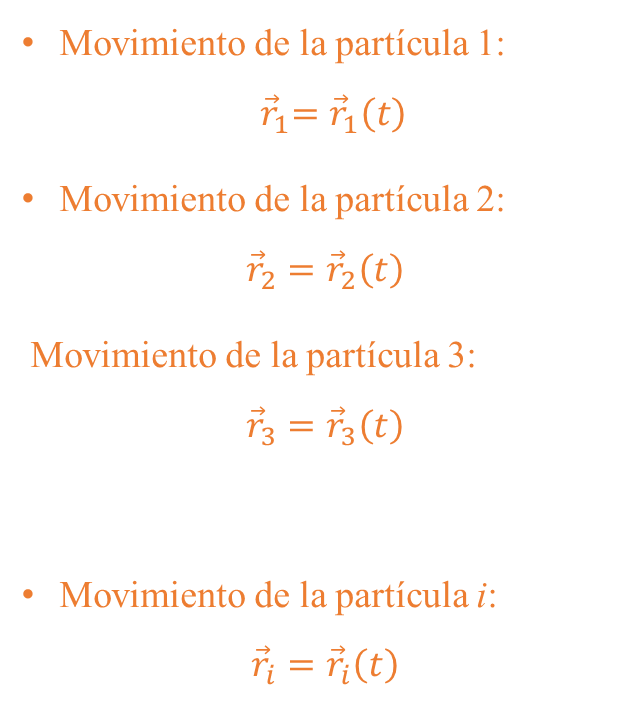 • Movimiento de la partícula 1:
r⃗₁= r⃗₁(t)
• Movimiento de la partícula 2:
r⃗₂ = r⃗₂(t)
Movimiento de la partícula 3:
r⃗₃ = r⃗₃(t)
• Movimiento de la partícula i:
r⃗ᵢ = r⃗ᵢ(t)